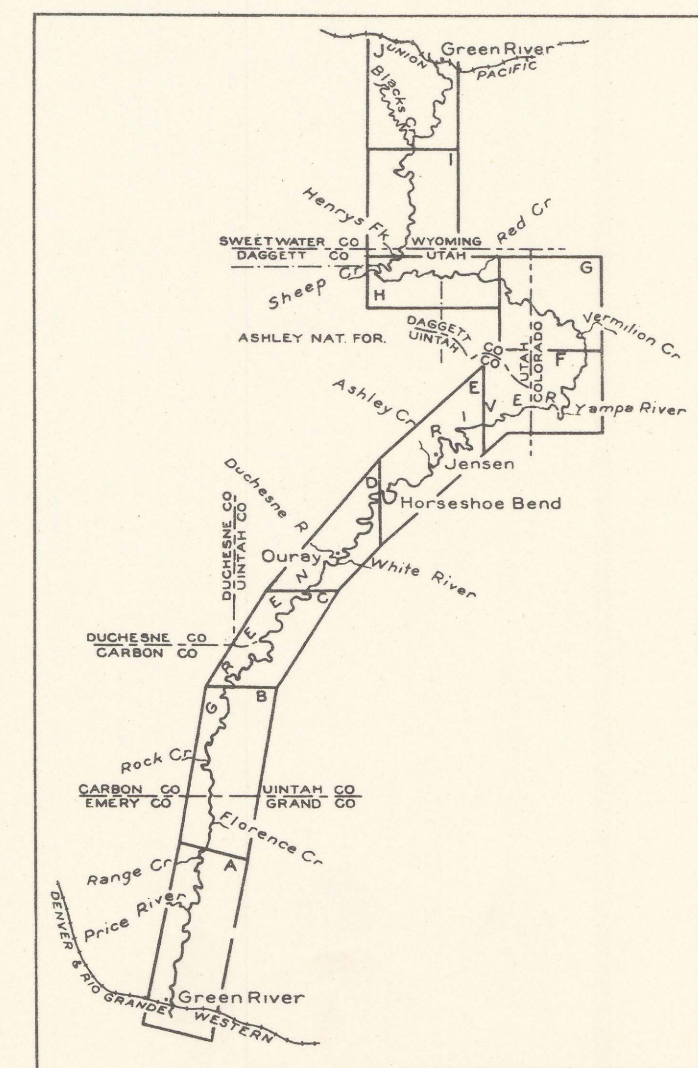 J
UNION
PACIFIC
Green River
Blacks
I
Henrys Fk
Red Cr
SWEETWATER CO
WYOMING
DAGGETT CO
UTAH
G
Sheep Cr
H
DAGGETT CO
UINTAH CO
Vermilion Cr
ASHLEY NAT. FOR.
UTAH
COLORADO
F
E
Ashley Cr
Yampa River
GREEN RIVER
Jensen
D
Horseshoe Bend
Duchesne R
Ouray
White River
DUCHESNE CO
UINTAH CO
C
DUCHESNE CO
CARBON CO
B
Rock Cr
CARBON CO
UINTAH CO
EMERY CO
GRAND CO
Florence Cr
Range Cr
A
Price River
DENVER & RIO GRANDE WESTERN
Green River